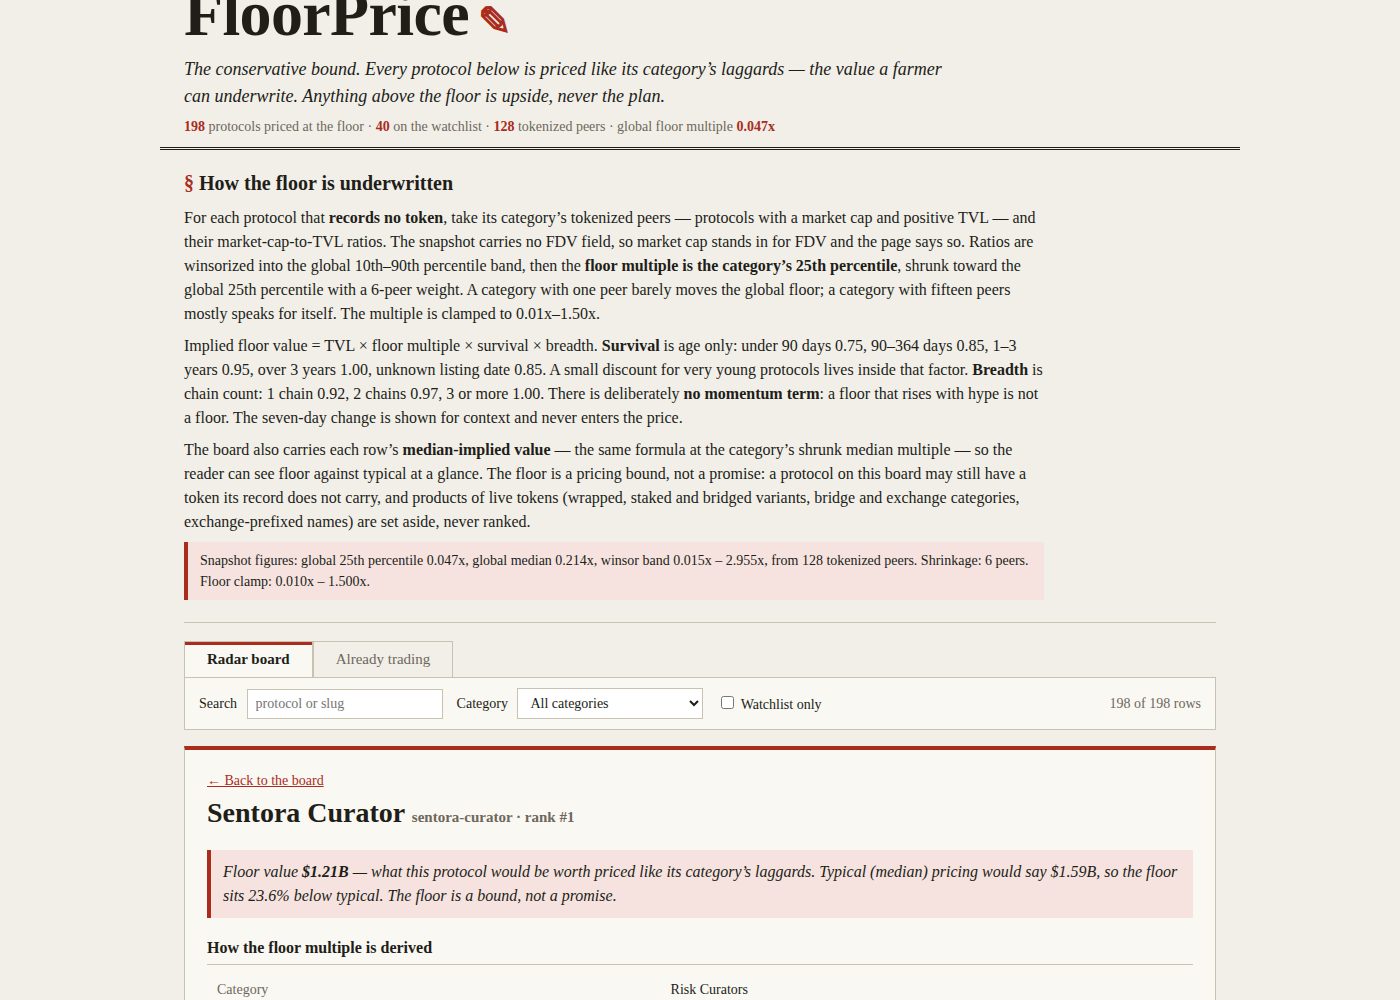 FloorPrice ✎
The conservative bound. Every protocol below is priced like its category’s laggards — the value a farmer
can underwrite. Anything above the floor is upside, never the plan.
198 protocols priced at the floor · 40 on the watchlist · 128 tokenized peers · global floor multiple 0.047x
§ How the floor is underwritten
For each protocol that records no token, take its category’s tokenized peers — protocols with a market cap and positive TVL — and
their market-cap-to-TVL ratios. The snapshot carries no FDV field, so market cap stands in for FDV and the page says so. Ratios are
winsorized into the global 10th–90th percentile band, then the floor multiple is the category’s 25th percentile, shrunk toward the
global 25th percentile with a 6-peer weight. A category with one peer barely moves the global floor; a category with fifteen peers
mostly speaks for itself. The multiple is clamped to 0.01x–1.50x.
Implied floor value = TVL × floor multiple × survival × breadth. Survival is age only: under 90 days 0.75, 90–364 days 0.85, 1–3
years 0.95, over 3 years 1.00, unknown listing date 0.85. A small discount for very young protocols lives inside that factor. Breadth is
chain count: 1 chain 0.92, 2 chains 0.97, 3 or more 1.00. There is deliberately no momentum term: a floor that rises with hype is not
a floor. The seven-day change is shown for context and never enters the price.
The board also carries each row’s median-implied value — the same formula at the category’s shrunk median multiple — so the
reader can see floor against typical at a glance. The floor is a pricing bound, not a promise: a protocol on this board may still have a
token its record does not carry, and products of live tokens (wrapped, staked and bridged variants, bridge and exchange categories,
exchange-prefixed names) are set aside, never ranked.
Snapshot figures: global 25th percentile 0.047x, global median 0.214x, winsor band 0.015x – 2.955x, from 128 tokenized peers. Shrinkage: 6 peers.
Floor clamp: 0.010x – 1.500x.
Radar board Already trading
Search protocol or slug Category All categories Watchlist only 198 of 198 rows
← Back to the board
Sentora Curator sentora-curator · rank #1
Floor value $1.21B — what this protocol would be worth priced like its category’s laggards. Typical (median) pricing would say $1.59B, so the floor
sits 23.6% below typical. The floor is a bound, not a promise.
How the floor multiple is derived
Category Risk Curators